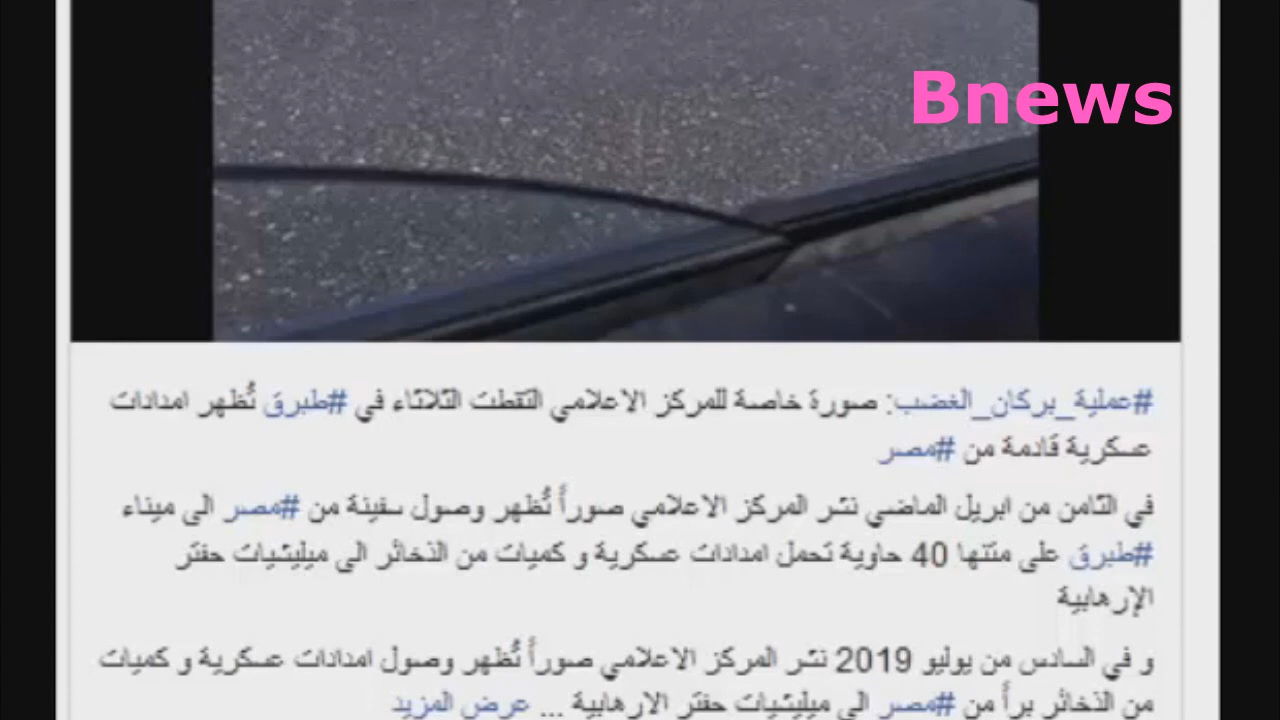 Bnews
#عملية_بركان_الغضب: صورة خاصة للمركز الاعلامي التقطت الثلاثاء في #طبرق تُظهر امدادات
عسكرية قادمة من #مصر
في الثامن من ابريل الماضي نشر المركز الاعلامي صوراً تُظهر وصول سفينة من #مصر الى ميناء
#طبرق على متنها 40 حاوية تحمل امدادات عسكرية و كميات من الذخائر الى ميليشيات حفتر
الإرهابية
و في السادس من يوليو 2019 نشر المركز الاعلامي صوراً تُظهر وصول امدادات عسكرية و كميات
من الذخائر براً من #مصر الى ميليشيات حفتر الارهابية ... عرض المزيد